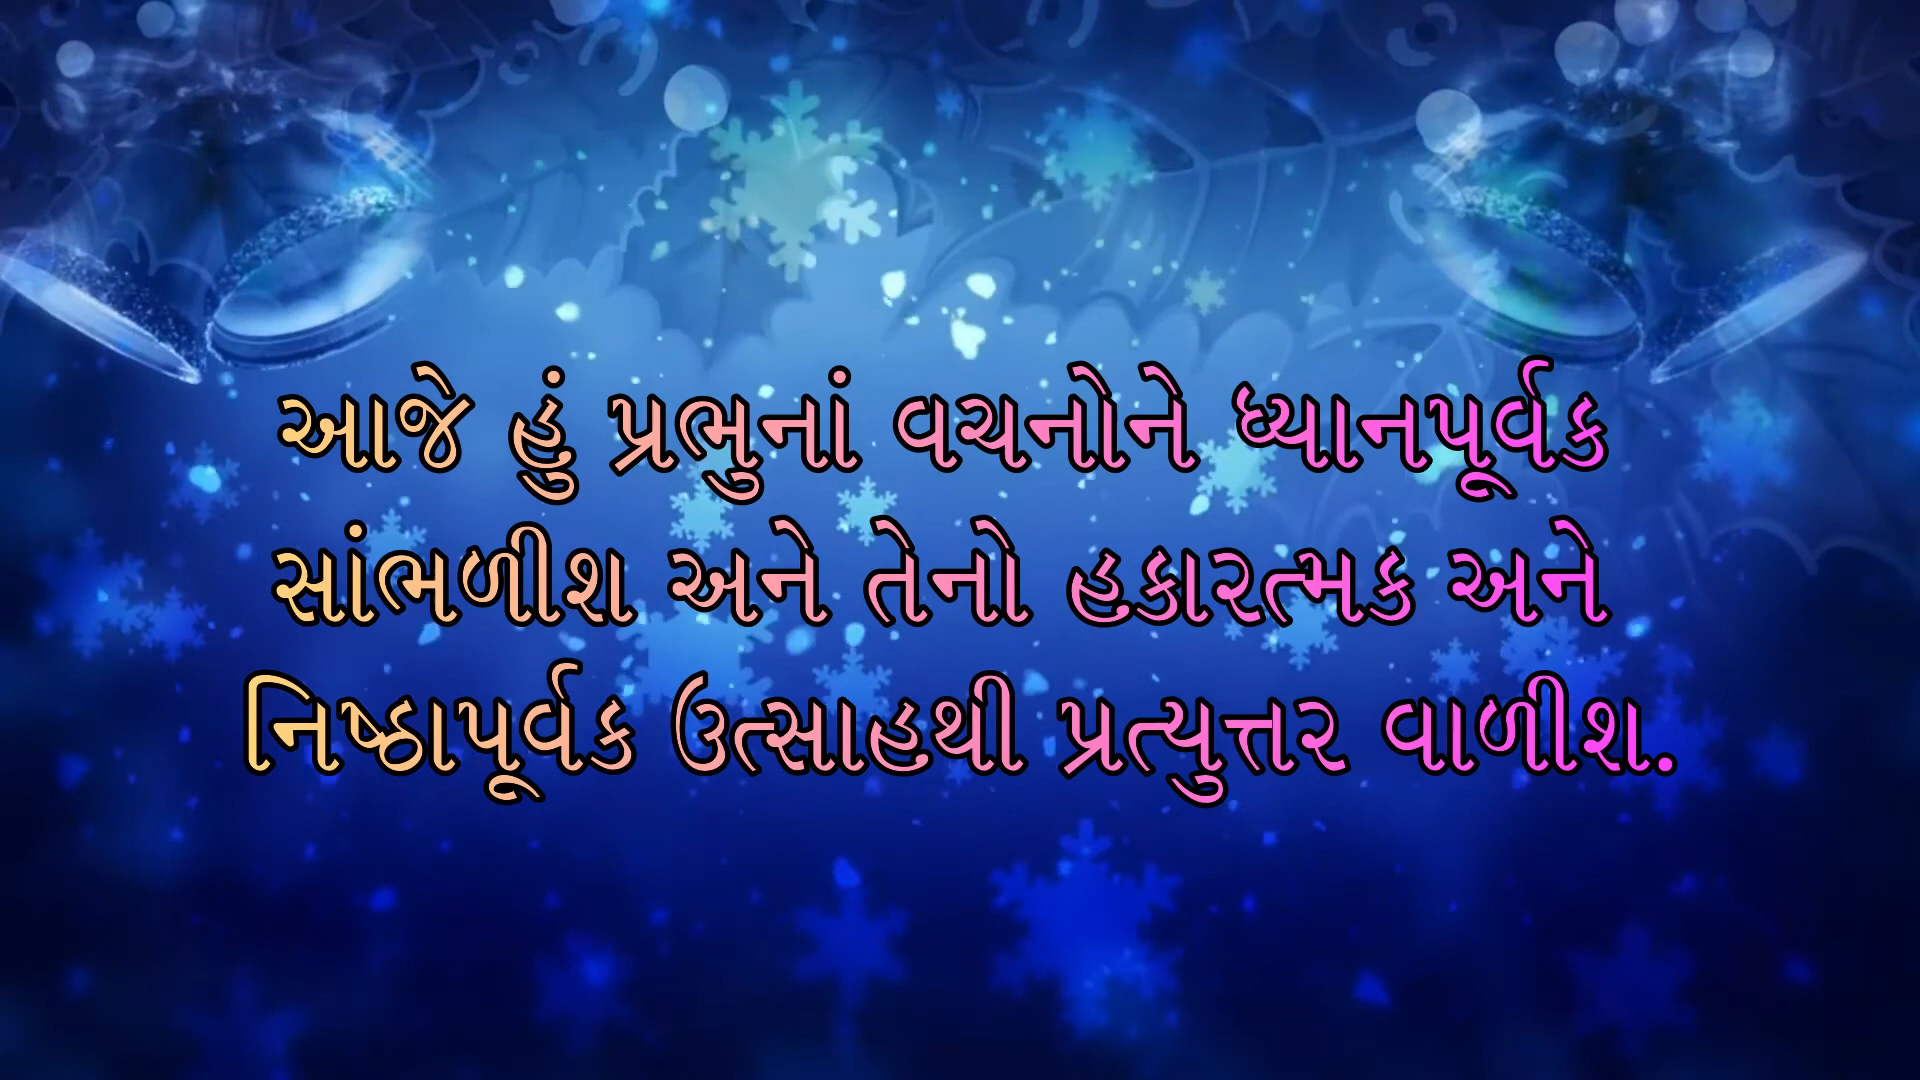 આજે હું પ્રભુનાં વચનોને ધ્યાનપૂર્વક
સાંભળીશ અને તેનો હકારત્મક અને
નિષ્ઠાપૂર્વક ઉત્સાહથી પ્રત્યુત્તર વાળીશ.